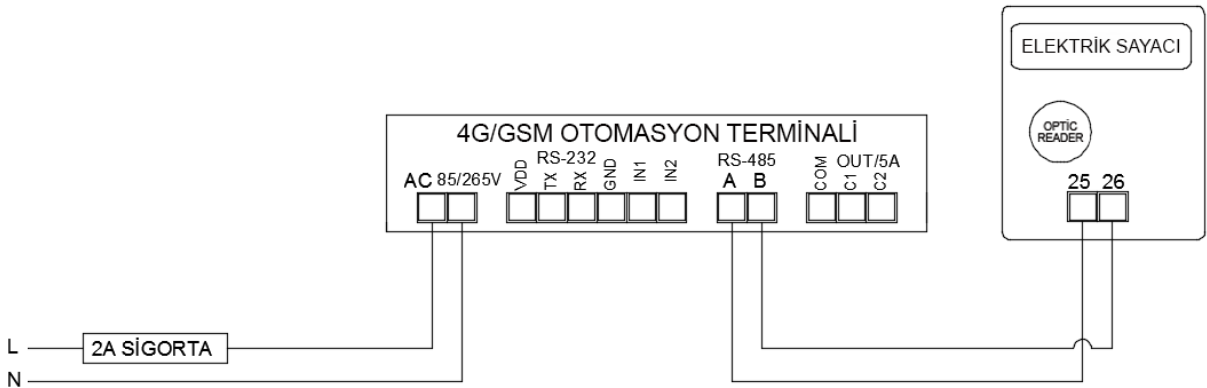 ELEKTRİK SAYACI
OPTİC
READER
25 26
4G/GSM OTOMASYON TERMİNALİ
RS-232 RS-485 OUT/5A
AC 85/265V VDD TX RX GND IN1 IN2 A B COM C1 C2
L 2A SİGORTA
N